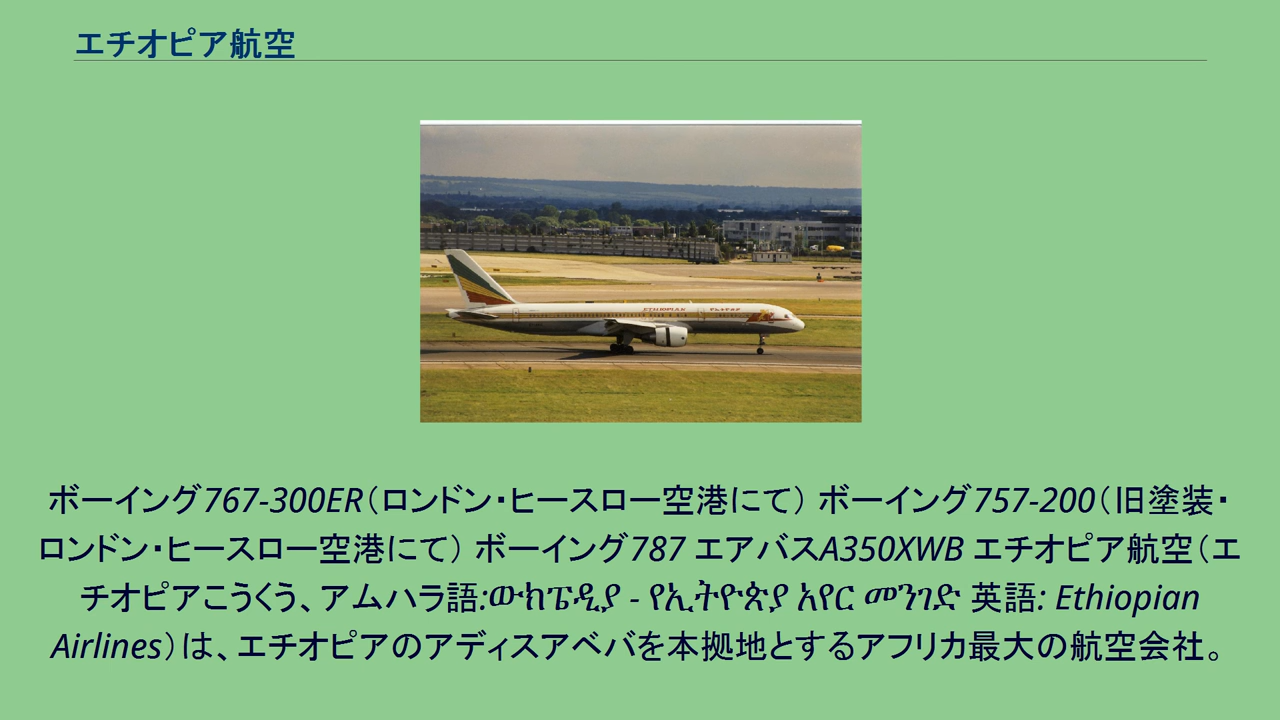 エチオピア航空
ETHIOPIAN
ボーイング767-300ER（ロンドン・ヒースロー空港にて） ボーイング757-200（旧塗装・
ロンドン・ヒースロー空港にて） ボーイング787 エアバスA350XWB エチオピア航空（エ
チオピアこうくう、アムハラ語:ውክፔዲያ - የኢትዮጵያ አየር መንገድ 英語: Ethiopian
Airlines）は、エチオピアのアディスアベバを本拠地とするアフリカ最大の航空会社。